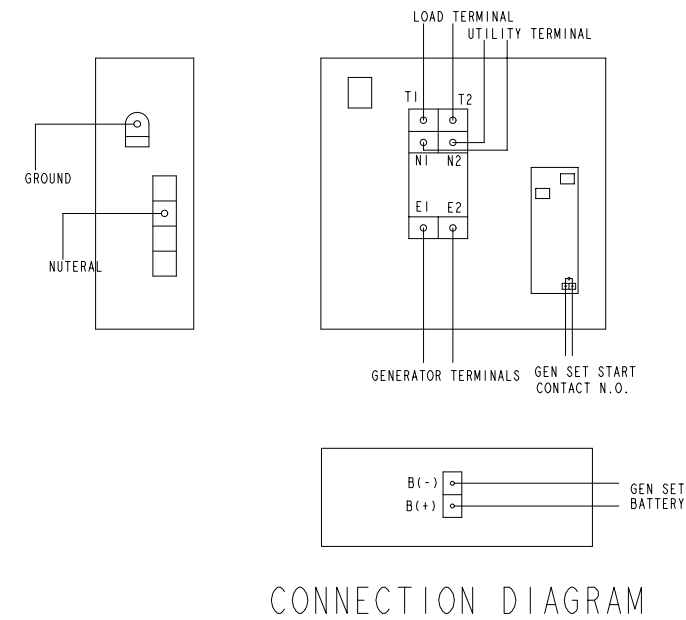 LOAD TERMINAL
UTILITY TERMINAL
T1 T2
N1 N2
GROUND
E1 E2
NUTERAL
GENERATOR TERMINALS
GEN SET START
CONTACT N.O.
B(-)
B(+)
GEN SET
BATTERY
CONNECTION DIAGRAM